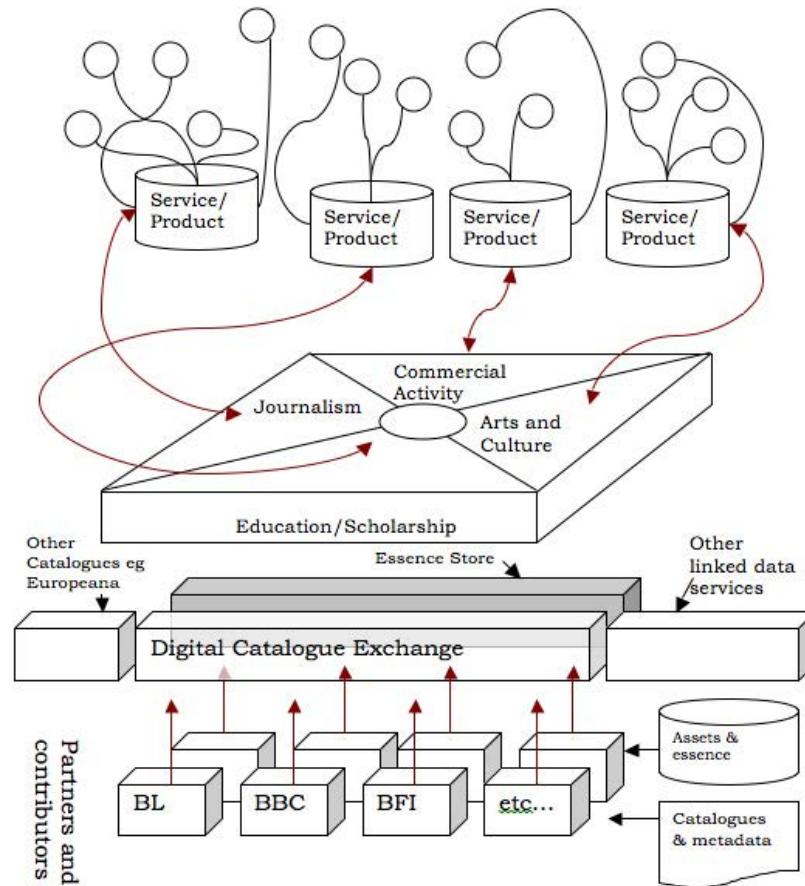 Service/
Product
Service/
Product
Service/
Product
Service/
Product
Commercial
Activity
Journalism
Arts and
Culture
Education/Scholarship
Other
Catalogues eg
Europeana
Essence Store
Other
linked data
services
Digital Catalogue Exchange
Partners and
contributors
BL
BBC
BFI
etc...
Assets &
essence
Catalogues
& metadata